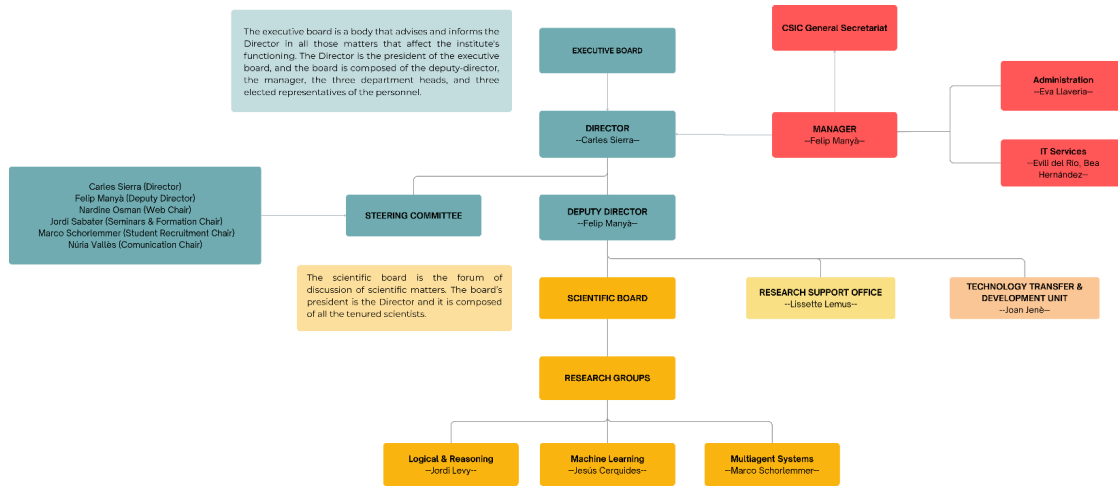 The executive board is a body that advises and informs the
Director in all those matters that affect the institute's
functioning. The Director is the president of the executive
board, and the board is composed of the deputy-director,
the manager, the three department heads, and three
elected representatives of the personnel.
EXECUTIVE BOARD
CSIC General Secretariat
Administration
--Eva Llaveria--
DIRECTOR
--Carles Sierra--
MANAGER
--Felip Manyà--
IT Services
--Evili del Rio, Bea
Hernández--
Carles Sierra (Director)
Felip Manyà (Deputy Director)
Nardine Osman (Web Chair)
Jordi Sabater (Seminars & Formation Chair)
Marco Schorlemmer (Student Recruitment Chair)
Núria Vallès (Comunication Chair)
STEERING COMMITTEE
DEPUTY DIRECTOR
--Felip Manyà--
The scientific board is the forum of
discussion of scientific matters. The board's
president is the Director and it is composed
of all the tenured scientists.
SCIENTIFIC BOARD
RESEARCH SUPPORT OFFICE
--Lissette Lemus--
TECHNOLOGY TRANSFER &
DEVELOPMENT UNIT
--Joan Jenè--
RESEARCH GROUPS
Logical & Reasoning
--Jordi Levy--
Machine Learning
--Jesús Cerquides--
Multiagent Systems
--Marco Schorlemmer--